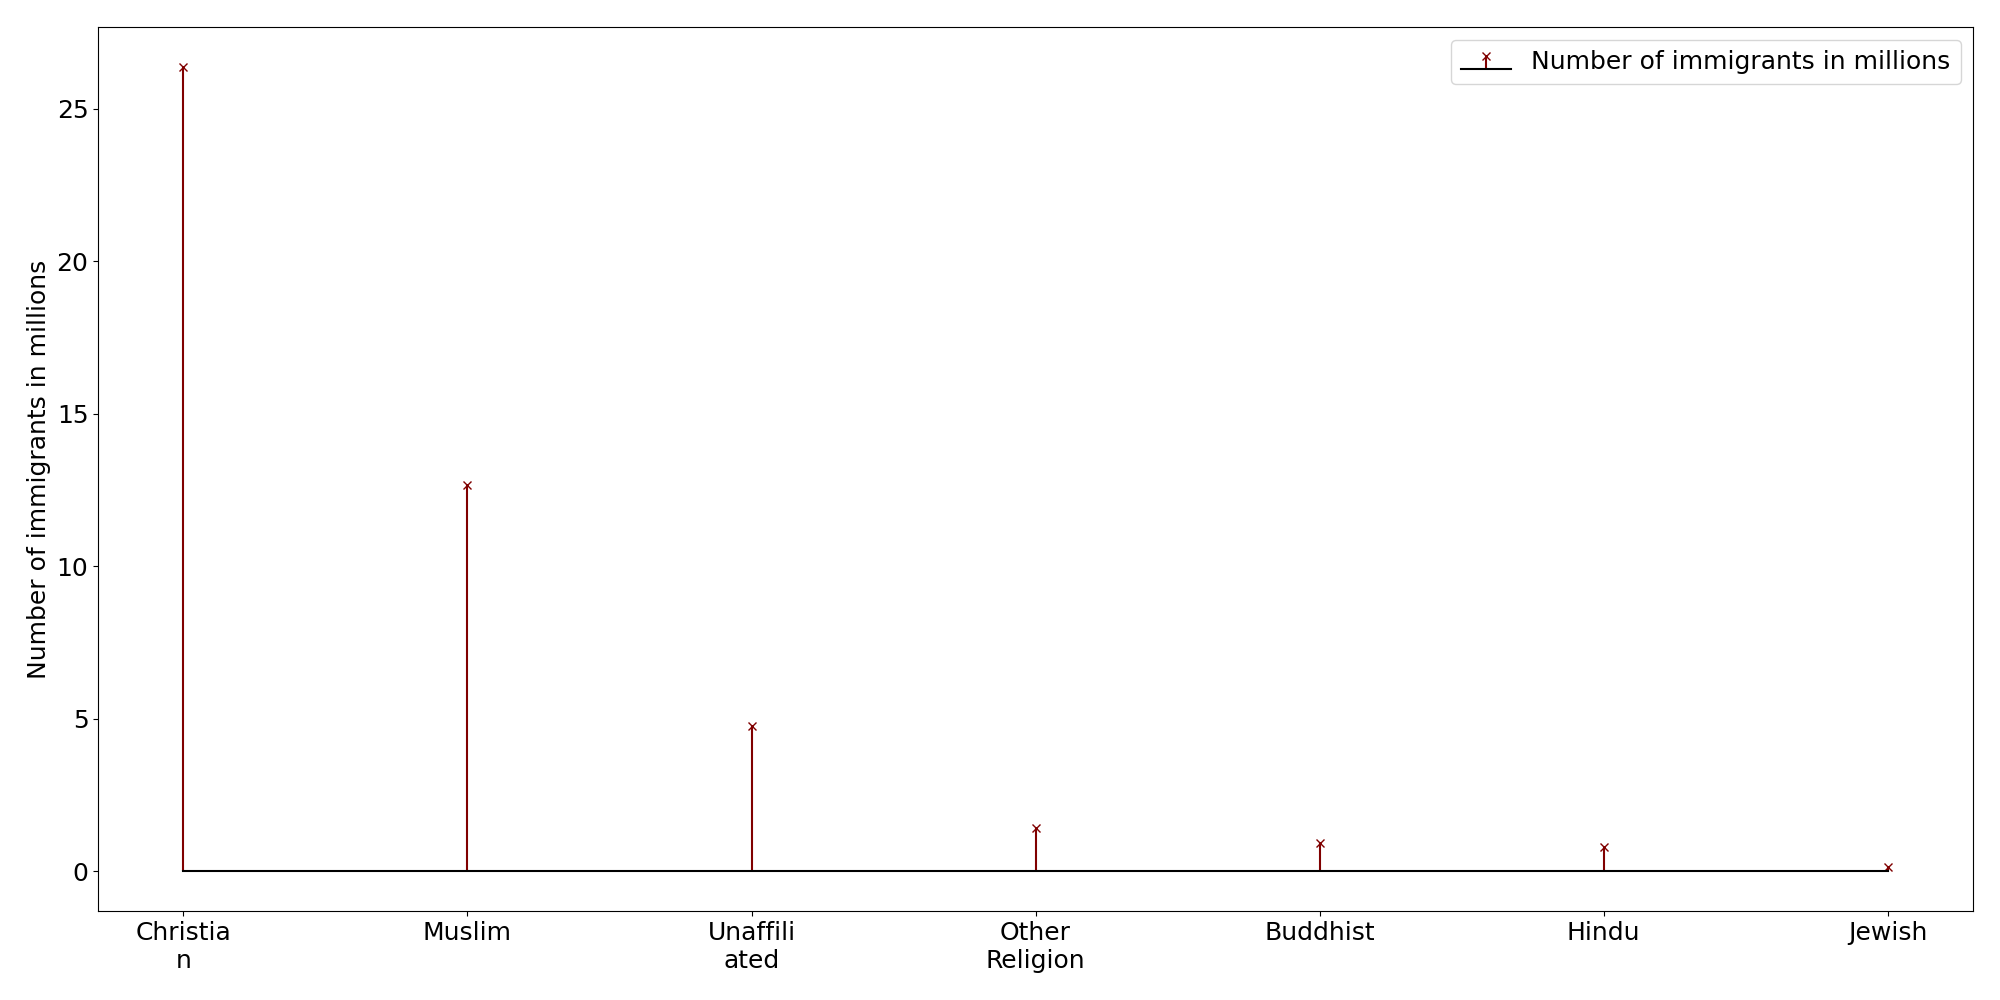 Number of immigrants in millions
Number of immigrants in millions
25
20
15
10
5
0
Christia
n
Muslim
Unaffili
ated
Other
Religion
Buddhist
Hindu
Jewish